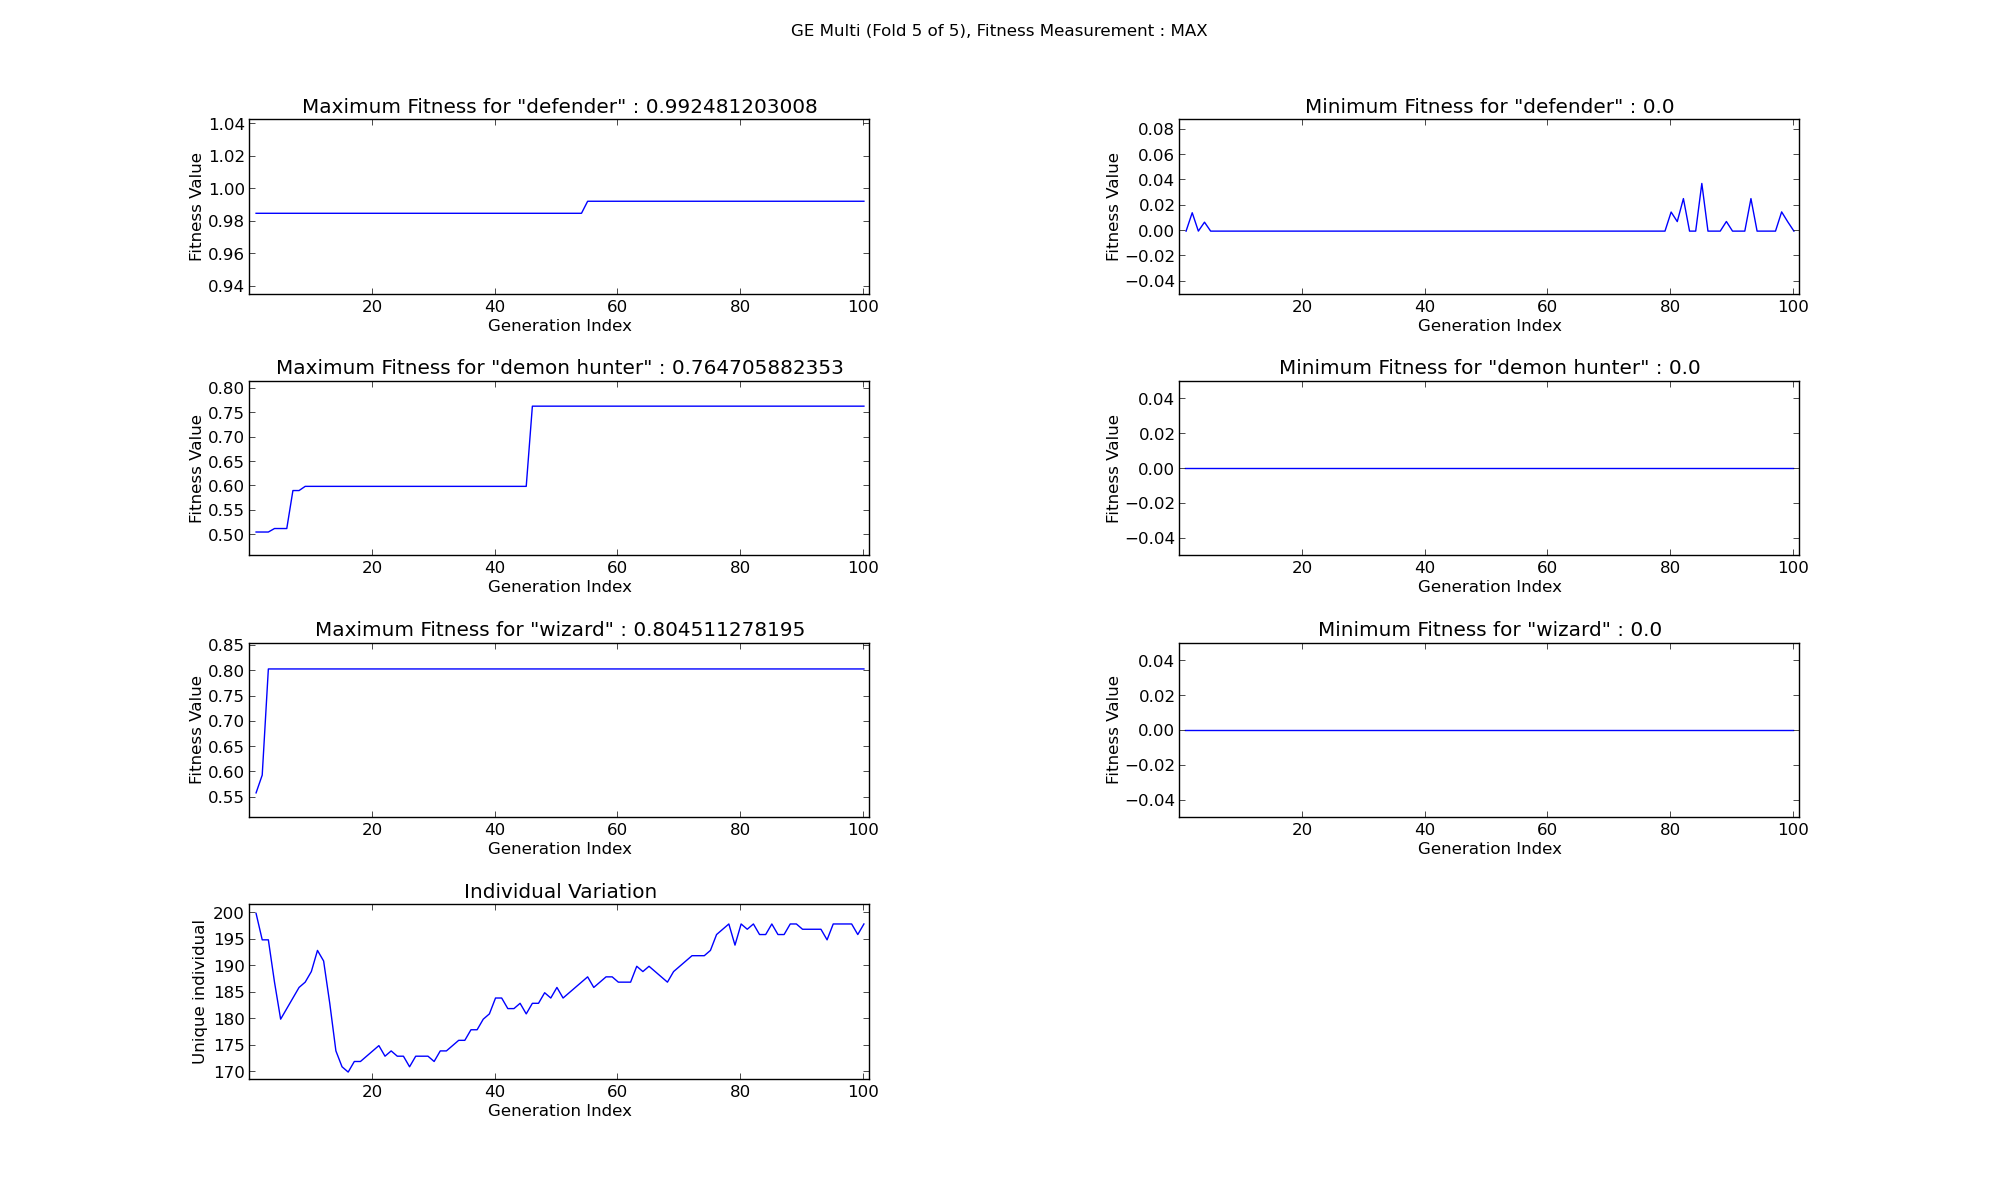 GE Multi (Fold 5 of 5), Fitness Measurement : MAX
Maximum Fitness for "defender" : 0.992481203008
1.04
1.02
1.00
0.98
0.96
0.94
Fitness Value
20 40 60 80 100
Generation Index
Minimum Fitness for "defender" : 0.0
0.08
0.06
0.04
0.02
0.00
−0.02
−0.04
Fitness Value
20 40 60 80 100
Generation Index
Maximum Fitness for "demon hunter" : 0.764705882353
0.80
0.75
0.70
0.65
0.60
0.55
0.50
Fitness Value
20 40 60 80 100
Generation Index
Minimum Fitness for "demon hunter" : 0.0
0.04
0.02
0.00
−0.02
−0.04
Fitness Value
20 40 60 80 100
Generation Index
Maximum Fitness for "wizard" : 0.804511278195
0.85
0.80
0.75
0.70
0.65
0.60
0.55
Fitness Value
20 40 60 80 100
Generation Index
Minimum Fitness for "wizard" : 0.0
0.04
0.02
0.00
−0.02
−0.04
Fitness Value
20 40 60 80 100
Generation Index
Individual Variation
200
195
190
185
180
175
170
Unique individual
20 40 60 80 100
Generation Index